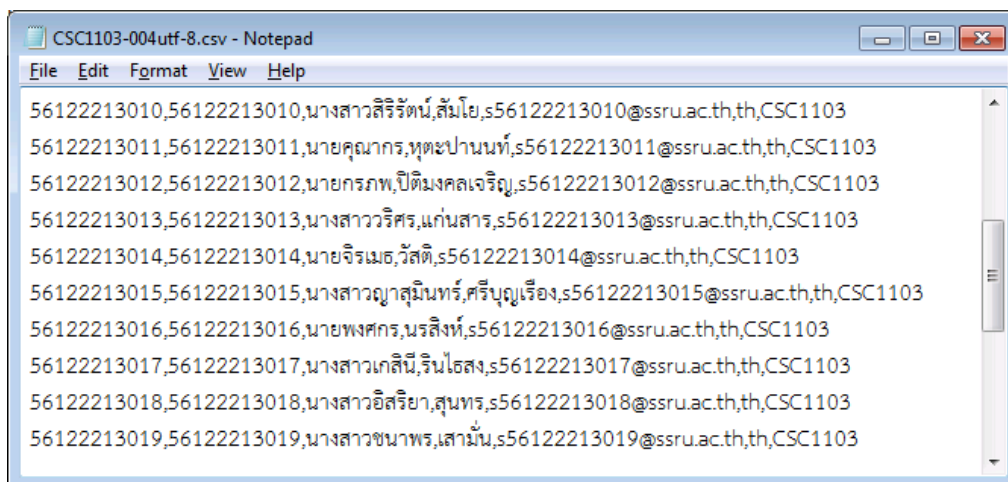 CSC1103-004utf-8.csv - Notepad
File Edit Format View Help
56122213010,56122213010,นางสาวสิริรัตน์,สัมโย,s56122213010@ssru.ac.th,th,CSC1103
56122213011,56122213011,นายคุณากร,หุตะปานนท์,s56122213011@ssru.ac.th,th,CSC1103
56122213012,56122213012,นายกรภพ,ปิติมงคลเจริญ,s56122213012@ssru.ac.th,th,CSC1103
56122213013,56122213013,นางสาววริศร,แก่นสาร,s56122213013@ssru.ac.th,th,CSC1103
56122213014,56122213014,นายจิรเมธ,วัสติ,s56122213014@ssru.ac.th,th,CSC1103
56122213015,56122213015,นางสาวญาสุมินทร์,ศรีบุญเรือง,s56122213015@ssru.ac.th,th,CSC1103
56122213016,56122213016,นายพงศกร,นรสิงห์,s56122213016@ssru.ac.th,th,CSC1103
56122213017,56122213017,นางสาวเกสินี,รินไธสง,s56122213017@ssru.ac.th,th,CSC1103
56122213018,56122213018,นางสาวอิสริยา,สุนทร,s56122213018@ssru.ac.th,th,CSC1103
56122213019,56122213019,นางสาวชนาพร,เสามั่น,s56122213019@ssru.ac.th,th,CSC1103